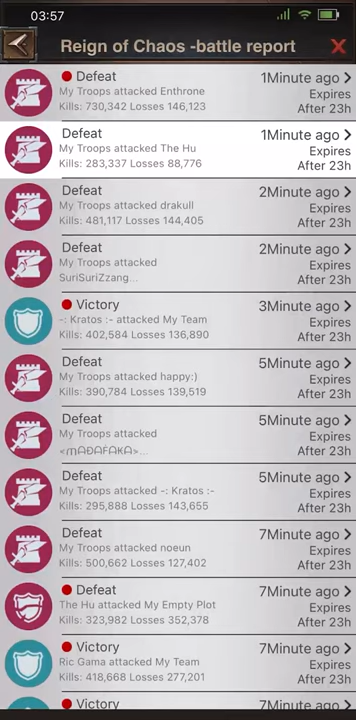 03:57
Reign of Chaos -battle report
Defeat
1Minute ago
My Troops attacked Enthrone
Expires
Kills: 730,342 Losses 146,123
After 23h
Defeat
1Minute ago
My Troops attacked The Hu
Expires
Kills: 283,337 Losses 88,776
After 23h
Defeat
2Minute ago
My Troops attacked drakull
Expires
Kills: 481,117 Losses 144,405
After 23h
Defeat
2Minute ago
My Troops attacked
Expires
SuriSuriZzang...
After 23h
Victory
3Minute ago
-: Kratos :- attacked My Team
Expires
Kills: 402,584 Losses 136,890
After 23h
Defeat
5Minute ago
My Troops attacked happy:)
Expires
Kills: 390,784 Losses 139,519
After 23h
Defeat
5Minute ago
My Troops attacked
Expires
After 23h
Defeat
5Minute ago
My Troops attacked -: Kratos :-
Expires
Kills: 295,888 Losses 143,655
After 23h
Defeat
7Minute ago
My Troops attacked noeun
Expires
Kills: 500,662 Losses 127,402
After 23h
Defeat
7Minute ago
The Hu attacked My Empty Plot
Expires
Kills: 323,982 Losses 352,378
After 23h
Victory
7Minute ago
Ric Gama attacked My Team
Expires
Kills: 418,668 Losses 277,201
After 23h
Victory
7Minute ago